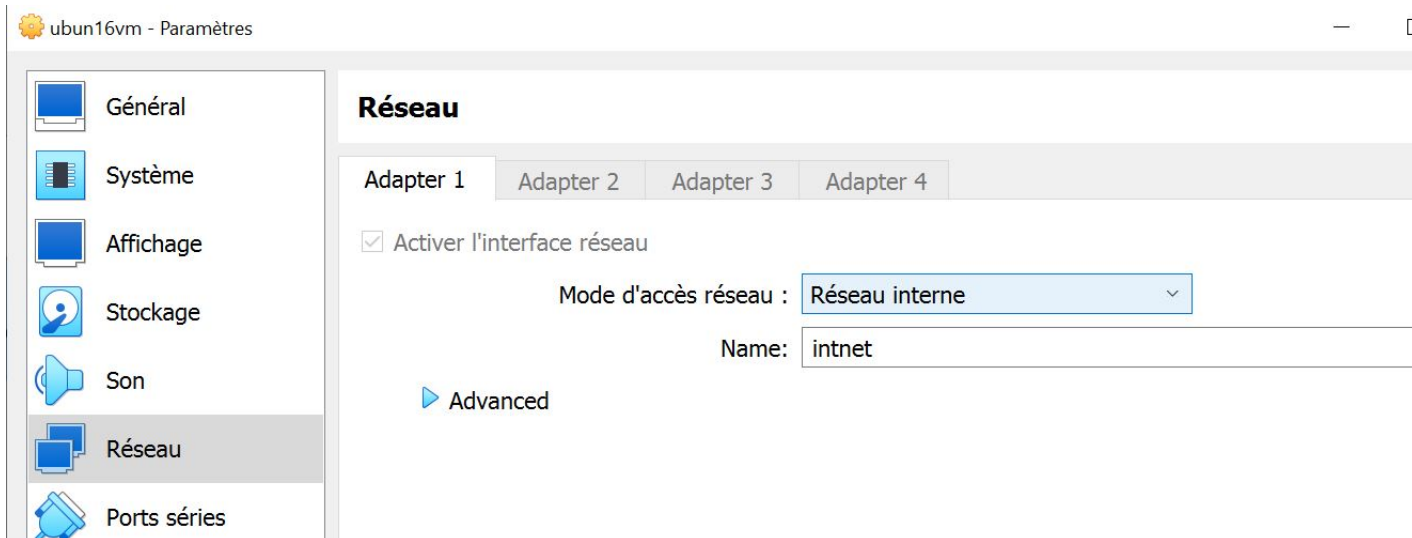 ubun16vm - Paramètres
Général
Système
Affichage
Stockage
Son
Réseau
Ports séries
Réseau
Adapter 1 Adapter 2 Adapter 3 Adapter 4
Activer l'interface réseau
Mode d'accès réseau : Réseau interne
Name: intnet
Advanced